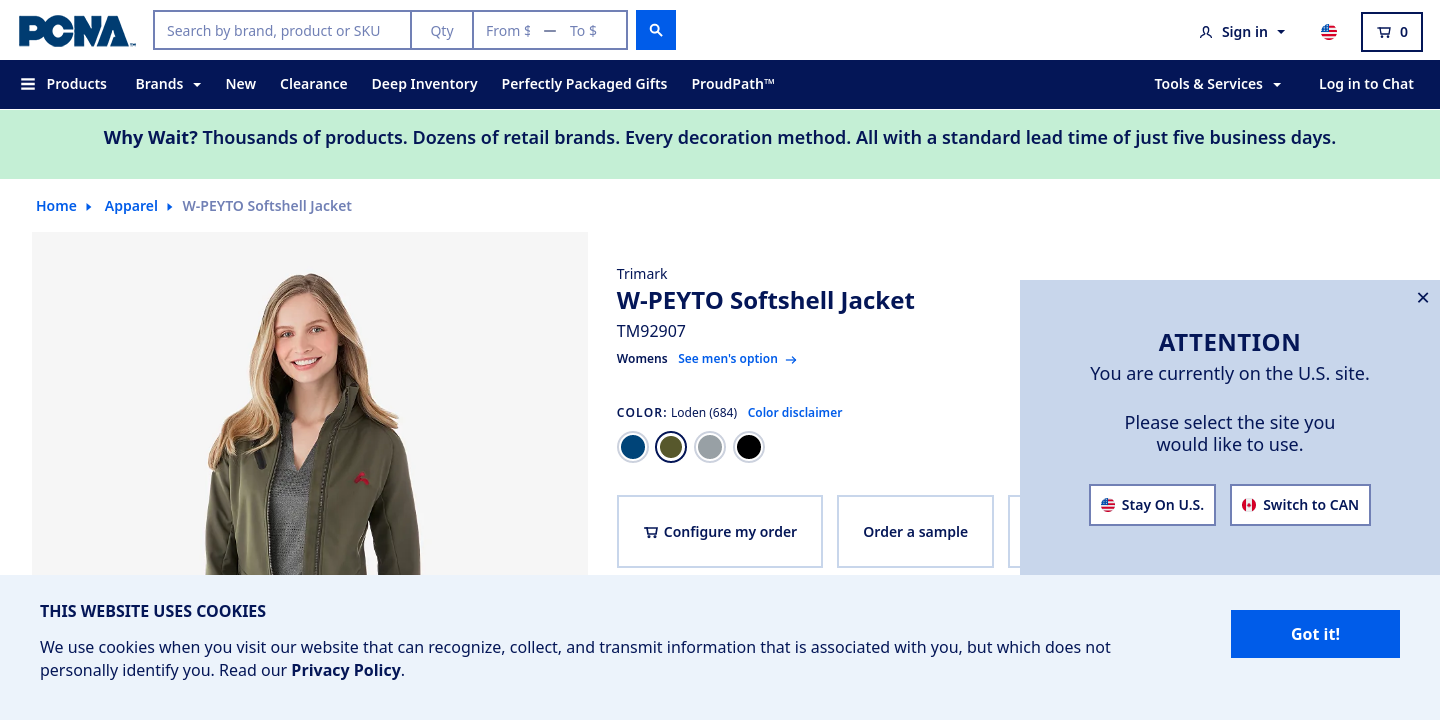 PCNA™
Search by brand, product or SKU
Qty
From $ — To $
Sign in
0
Products
Brands
New
Clearance
Deep Inventory
Perfectly Packaged Gifts
ProudPath™
Tools & Services
Log in to Chat
Why Wait? Thousands of products. Dozens of retail brands. Every decoration method. All with a standard lead time of just five business days.
Home
Apparel
W-PEYTO Softshell Jacket
Trimark
W-PEYTO Softshell Jacket
TM92907
Womens See men's option →
COLOR: Loden (684) Color disclaimer
Configure my order
Order a sample
ATTENTION
You are currently on the U.S. site.
Please select the site you
would like to use.
Stay On U.S.
Switch to CAN
THIS WEBSITE USES COOKIES
We use cookies when you visit our website that can recognize, collect, and transmit information that is associated with you, but which does not
personally identify you. Read our Privacy Policy.
Got it!